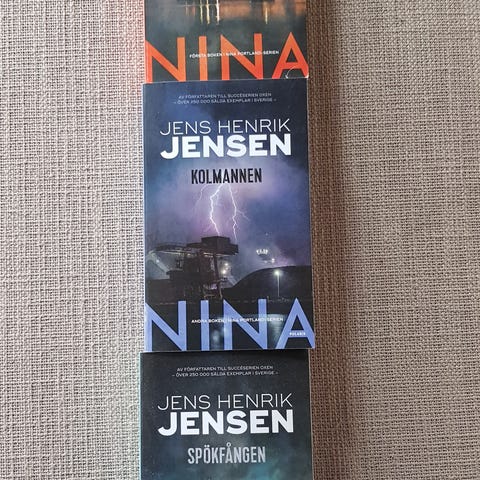 NINA
FÖRSTA BOKEN I NINA PORTLAND-SERIEN
AV FÖRFATTAREN TILL SUCCÉSERIEN OXEN
– ÖVER 250 000 SÅLDA EXEMPLAR I SVERIGE –
JENS HENRIK
JENSEN
KOLMANNEN
NINA
ANDRA BOKEN I NINA PORTLAND-SERIEN
POLARIS
AV FÖRFATTAREN TILL SUCCÉSERIEN OXEN
– ÖVER 250 000 SÅLDA EXEMPLAR I SVERIGE –
JENS HENRIK
JENSEN
SPÖKFÅNGEN